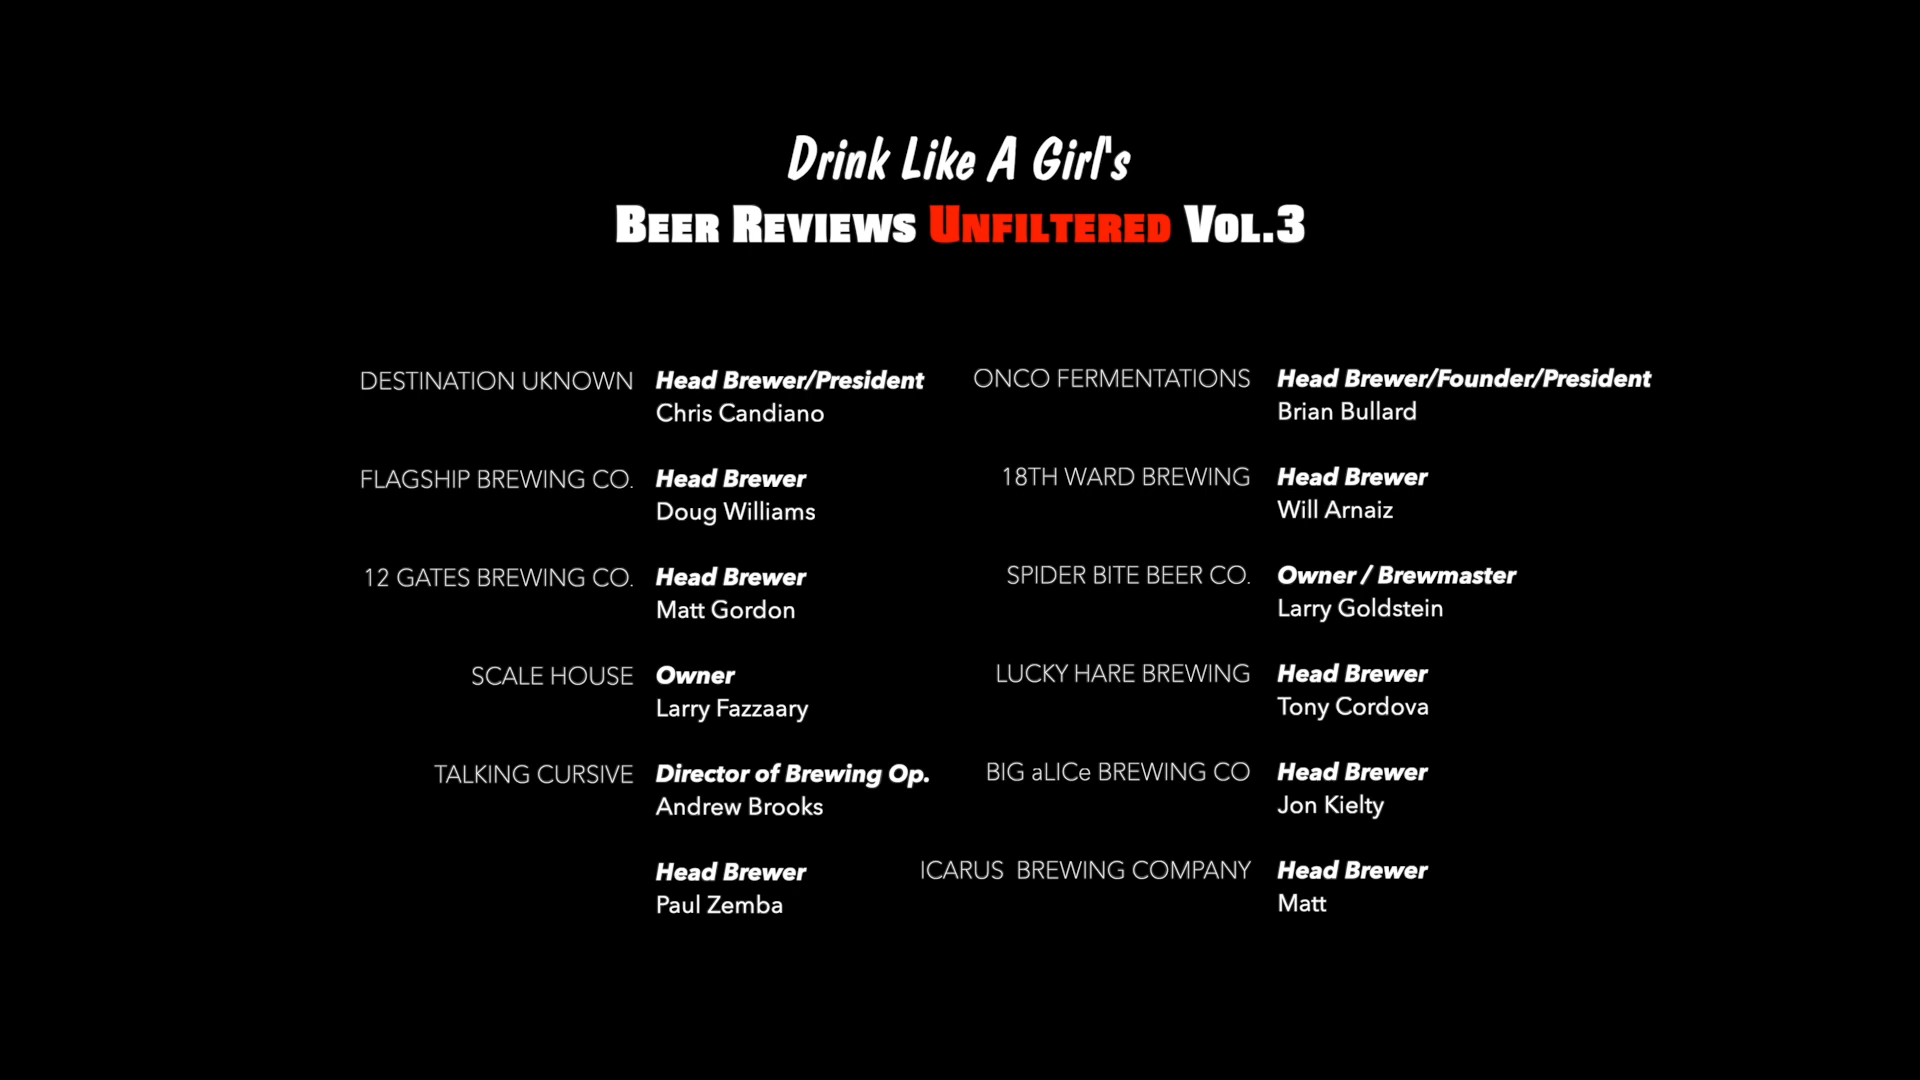 Drink Like A Girl's
BEER REVIEWS UNFILTERED VOL.3
DESTINATION UKNOWN Head Brewer/President
Chris Candiano
FLAGSHIP BREWING CO. Head Brewer
Doug Williams
12 GATES BREWING CO. Head Brewer
Matt Gordon
SCALE HOUSE Owner
Larry Fazzaary
TALKING CURSIVE Director of Brewing Op.
Andrew Brooks
Head Brewer
Paul Zemba
ONCO FERMENTATIONS Head Brewer/Founder/President
Brian Bullard
18TH WARD BREWING Head Brewer
Will Arnaiz
SPIDER BITE BEER CO. Owner / Brewmaster
Larry Goldstein
LUCKY HARE BREWING Head Brewer
Tony Cordova
BIG aLICe BREWING CO Head Brewer
Jon Kielty
ICARUS  BREWING COMPANY Head Brewer
Matt